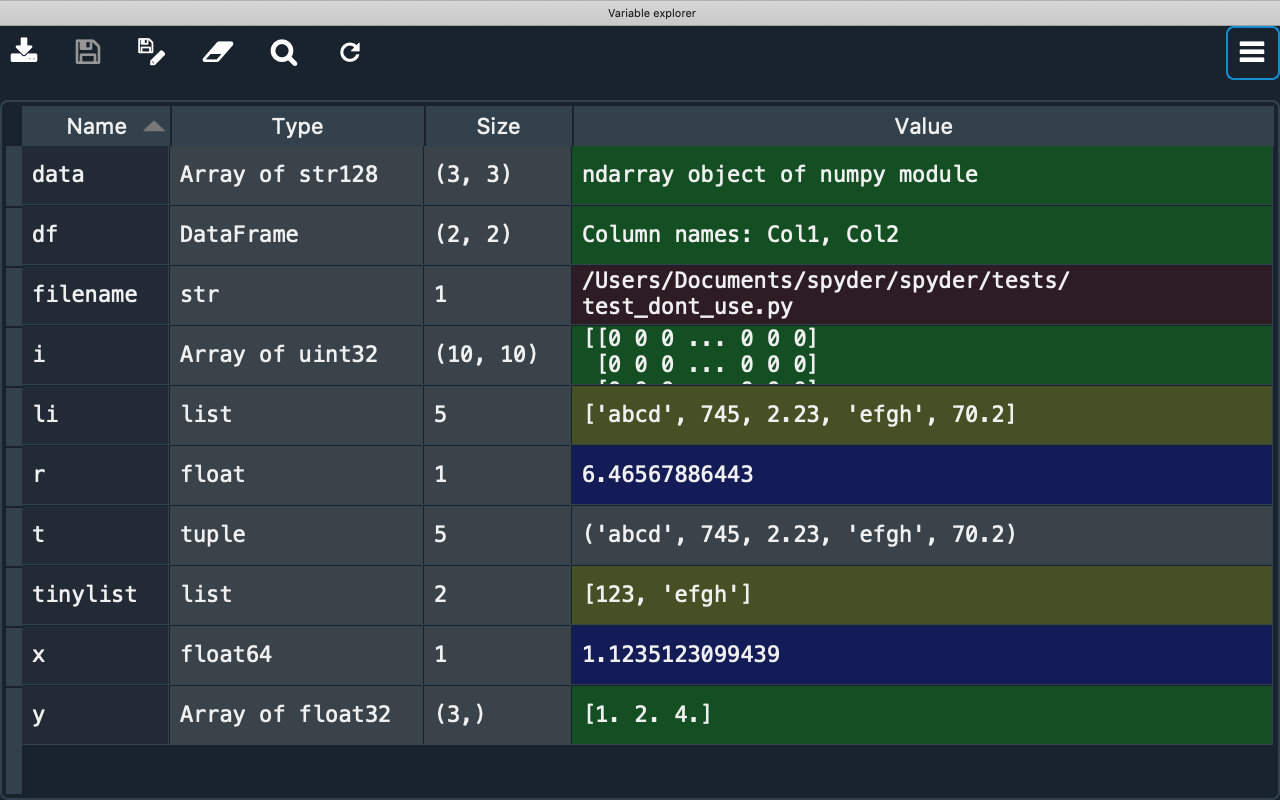 Variable explorer
Name Type Size Value
data Array of str128 (3, 3) ndarray object of numpy module
df DataFrame (2, 2) Column names: Col1, Col2
filename str 1 /Users/Documents/spyder/spyder/tests/
test_dont_use.py
i Array of uint32 (10, 10) [[0 0 0 ... 0 0 0]
[0 0 0 ... 0 0 0]
li list 5 ['abcd', 745, 2.23, 'efgh', 70.2]
r float 1 6.46567886443
t tuple 5 ('abcd', 745, 2.23, 'efgh', 70.2)
tinylist list 2 [123, 'efgh']
x float64 1 1.1235123099439
y Array of float32 (3,) [1. 2. 4.]